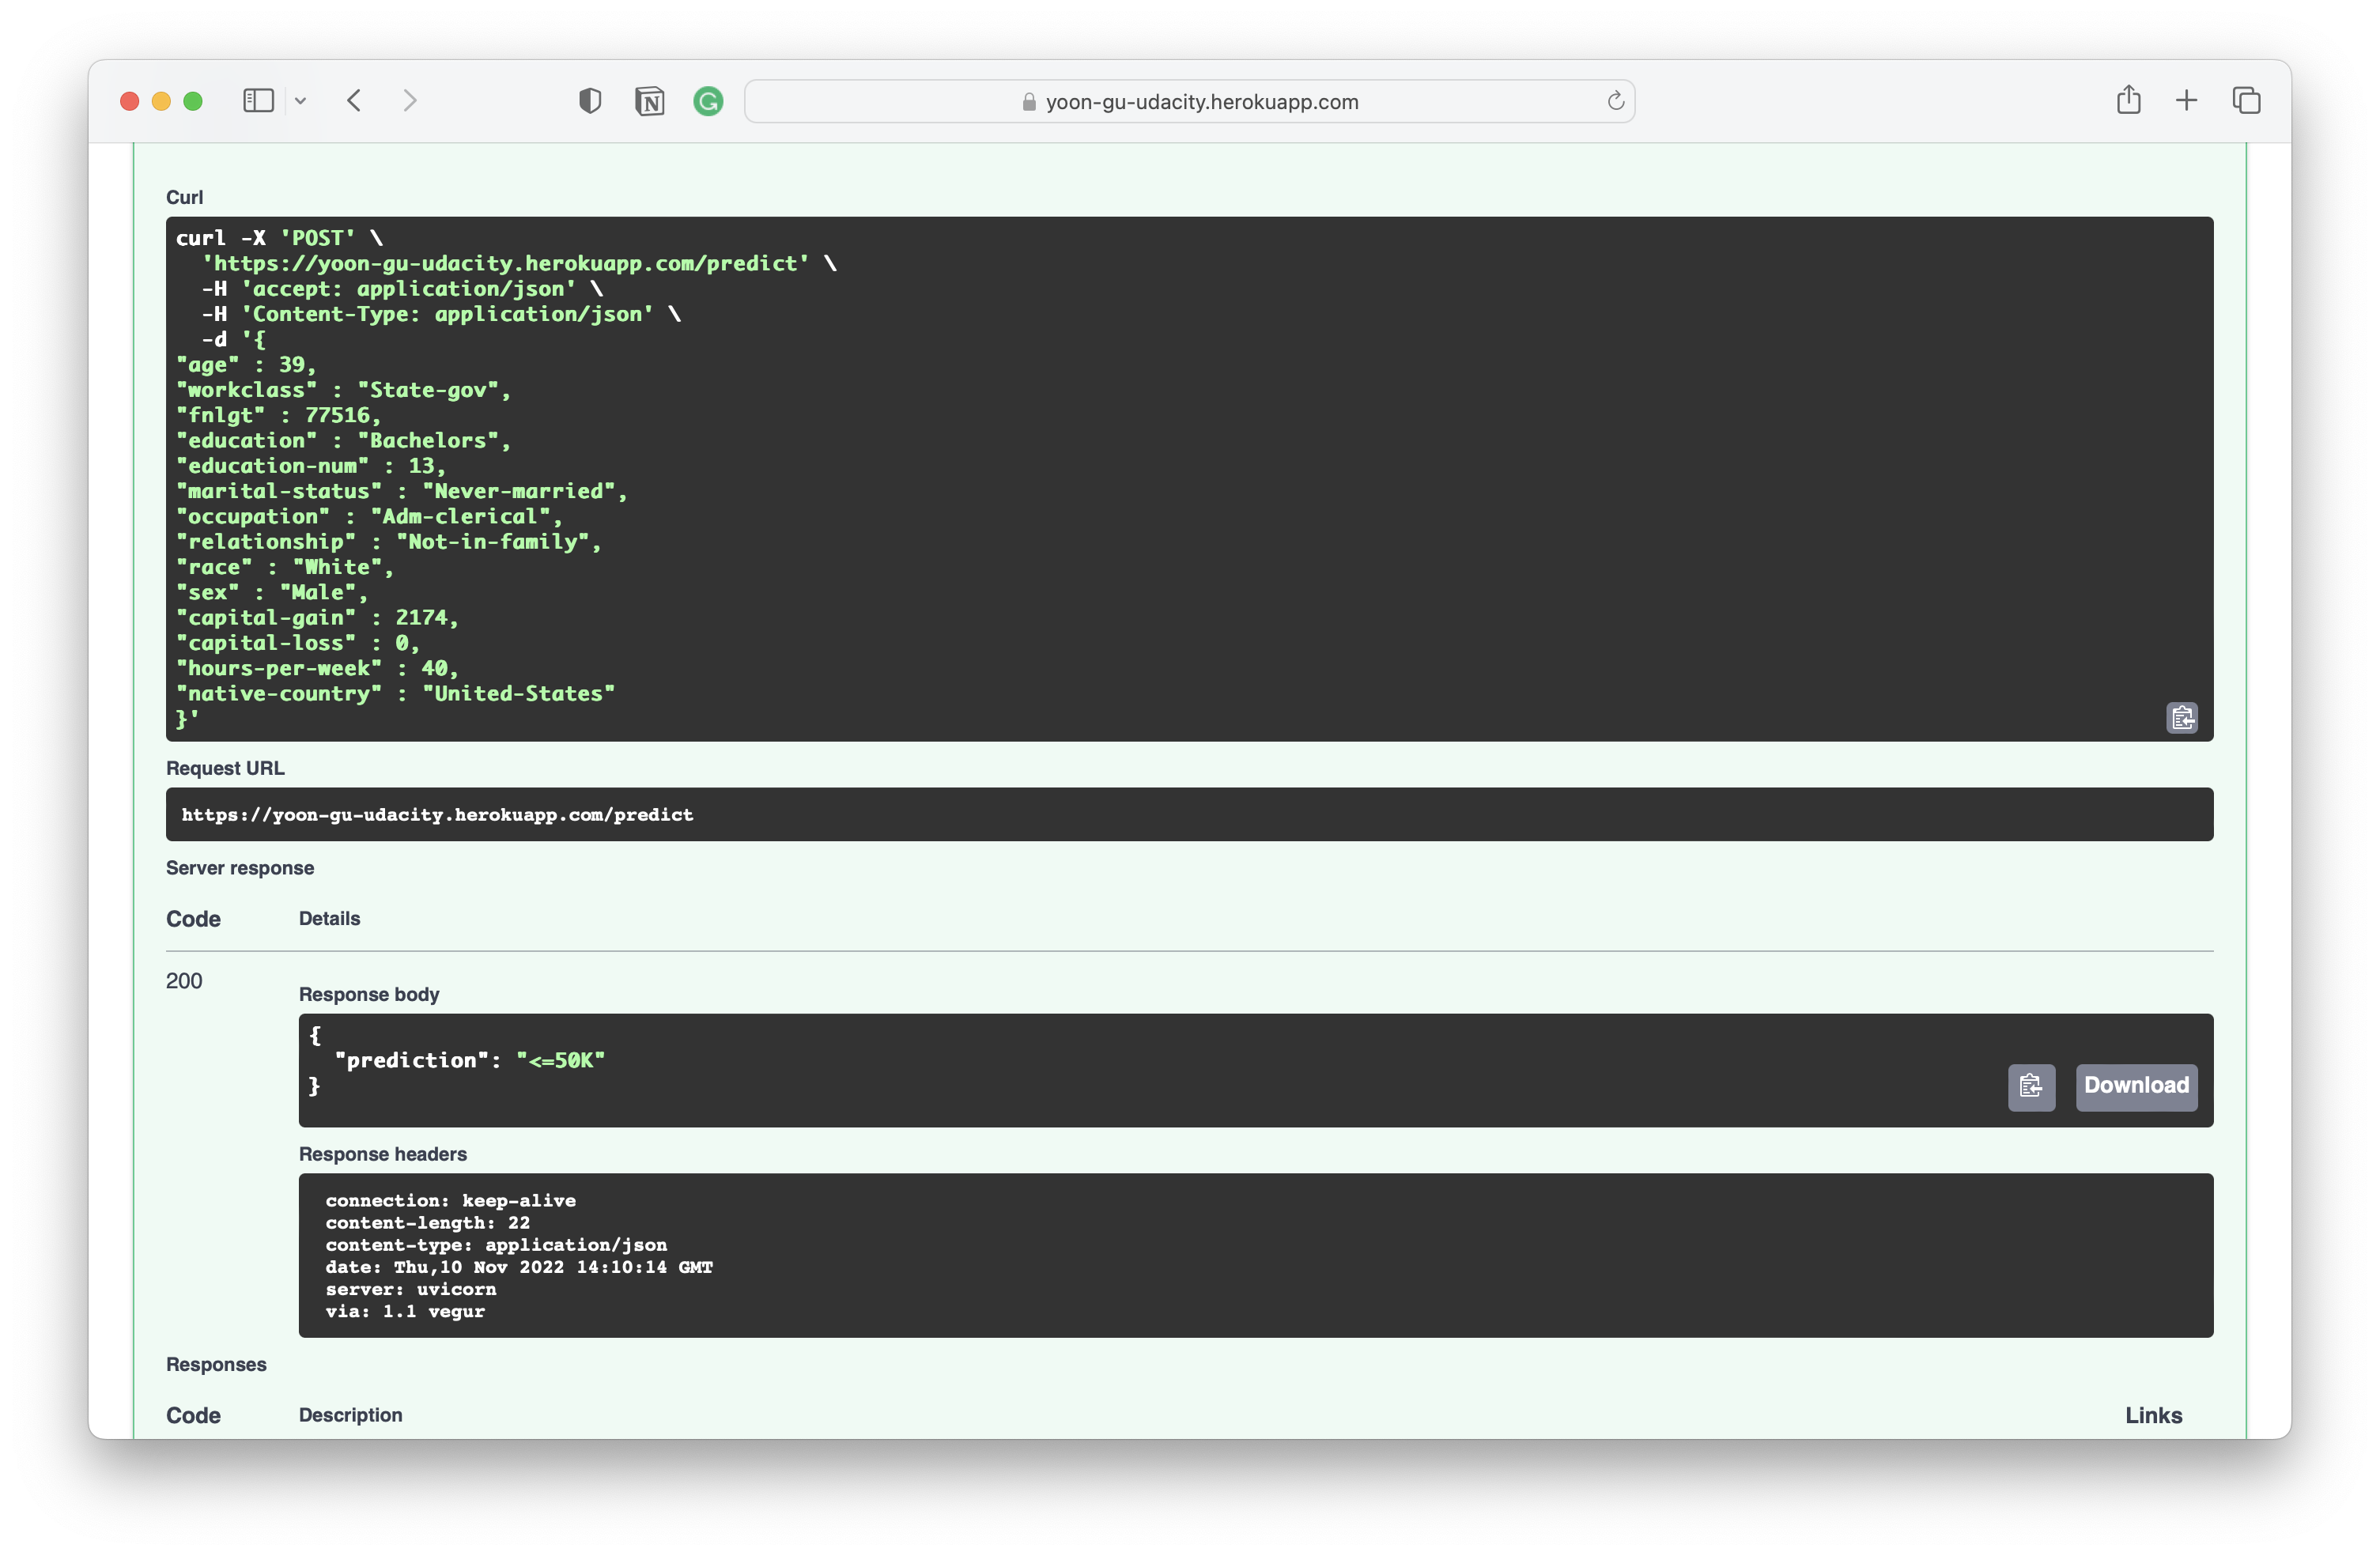 yoon-gu-udacity.herokuapp.com
Curl
curl -X 'POST' \
  'https://yoon-gu-udacity.herokuapp.com/predict' \
  -H 'accept: application/json' \
  -H 'Content-Type: application/json' \
  -d '{
"age" : 39,
"workclass" : "State-gov",
"fnlgt" : 77516,
"education" : "Bachelors",
"education-num" : 13,
"marital-status" : "Never-married",
"occupation" : "Adm-clerical",
"relationship" : "Not-in-family",
"race" : "White",
"sex" : "Male",
"capital-gain" : 2174,
"capital-loss" : 0,
"hours-per-week" : 40,
"native-country" : "United-States"
}'
Request URL
https://yoon-gu-udacity.herokuapp.com/predict
Server response
Code Details
200
Response body
{
  "prediction": "<=50K"
}
Download
Response headers
connection: keep-alive
content-length: 22
content-type: application/json
date: Thu,10 Nov 2022 14:10:14 GMT
server: uvicorn
via: 1.1 vegur
Responses
Code Description Links